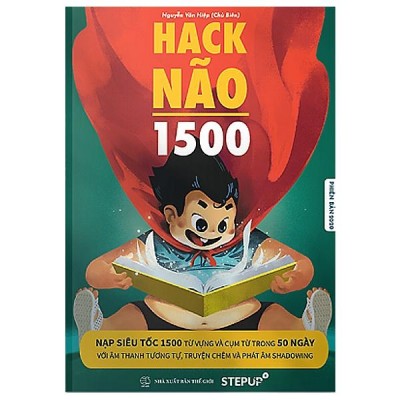 Nguyễn Văn Hiệp (Chủ Biên)
HACK
NÃO
1500
PHIÊN BẢN 2020
NẠP SIÊU TỐC 1500 TỪ VỰNG VÀ CỤM TỪ TRONG 50 NGÀY
VỚI ÂM THANH TƯƠNG TỰ, TRUYỆN CHÊM VÀ PHÁT ÂM SHADOWING
NHÀ XUẤT BẢN THẾ GIỚI
STEPUP